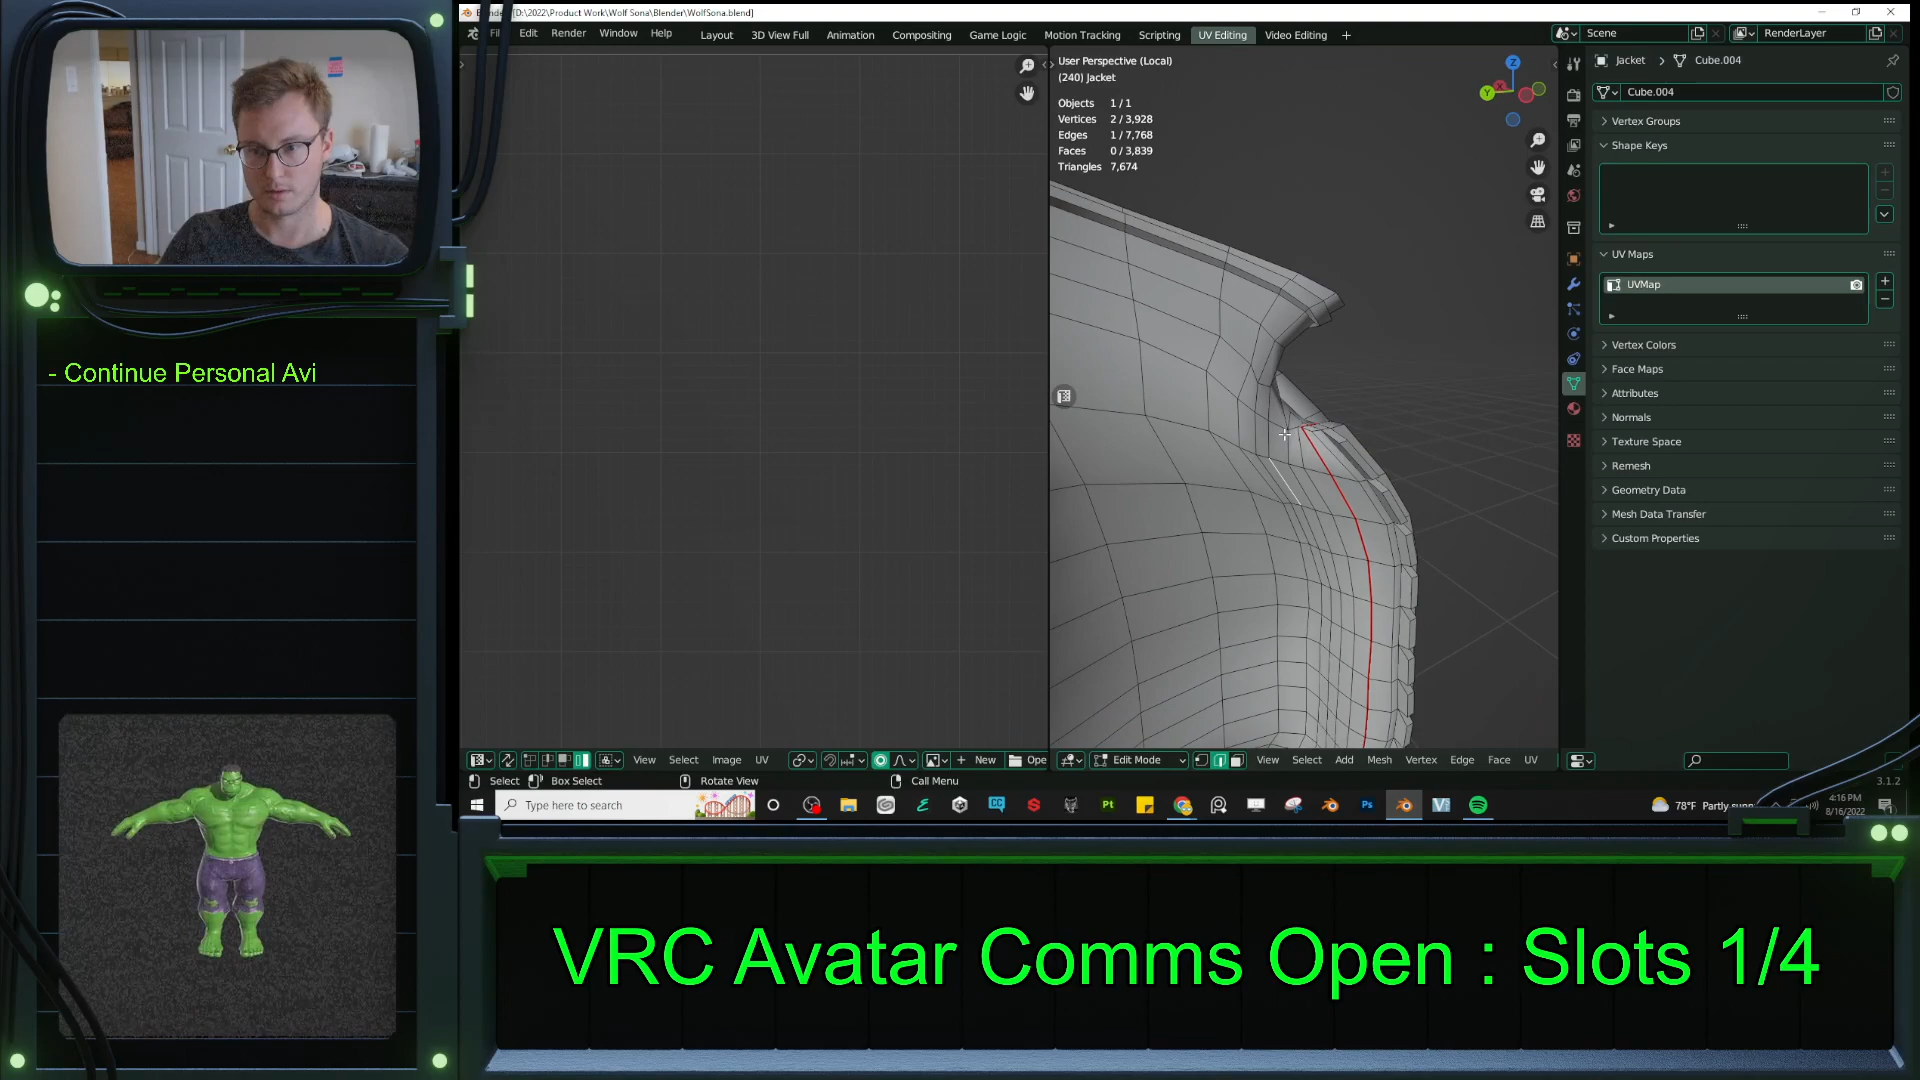 [D:\2022\Product Work\Wolf Sona\Blender\WolfSona.blend]
Edit Render Window Help
Layout 3D View Full Animation Compositing Game Logic Motion Tracking Scripting UV Editing Video Editing
Scene RenderLayer
User Perspective (Local)
(240) Jacket
Objects 1 / 1
Vertices 2 / 3,928
Edges 1 / 7,768
Faces 0 / 3,839
Triangles 7,674
Jacket Cube.004
Cube.004
Vertex Groups
Shape Keys
UV Maps
UVMap
Vertex Colors
Face Maps
Attributes
Normals
Texture Space
Remesh
Geometry Data
Mesh Data Transfer
Custom Properties
- Continue Personal Avi
View Select Image UV New Ope
Edit Mode View Select Add Mesh Vertex Edge Face UV
Select Box Select Rotate View Call Menu
3.1.2
Type here to search
78°F Partly sunny
4:16 PM
8/16/2022
VRC Avatar Comms Open : Slots 1/4